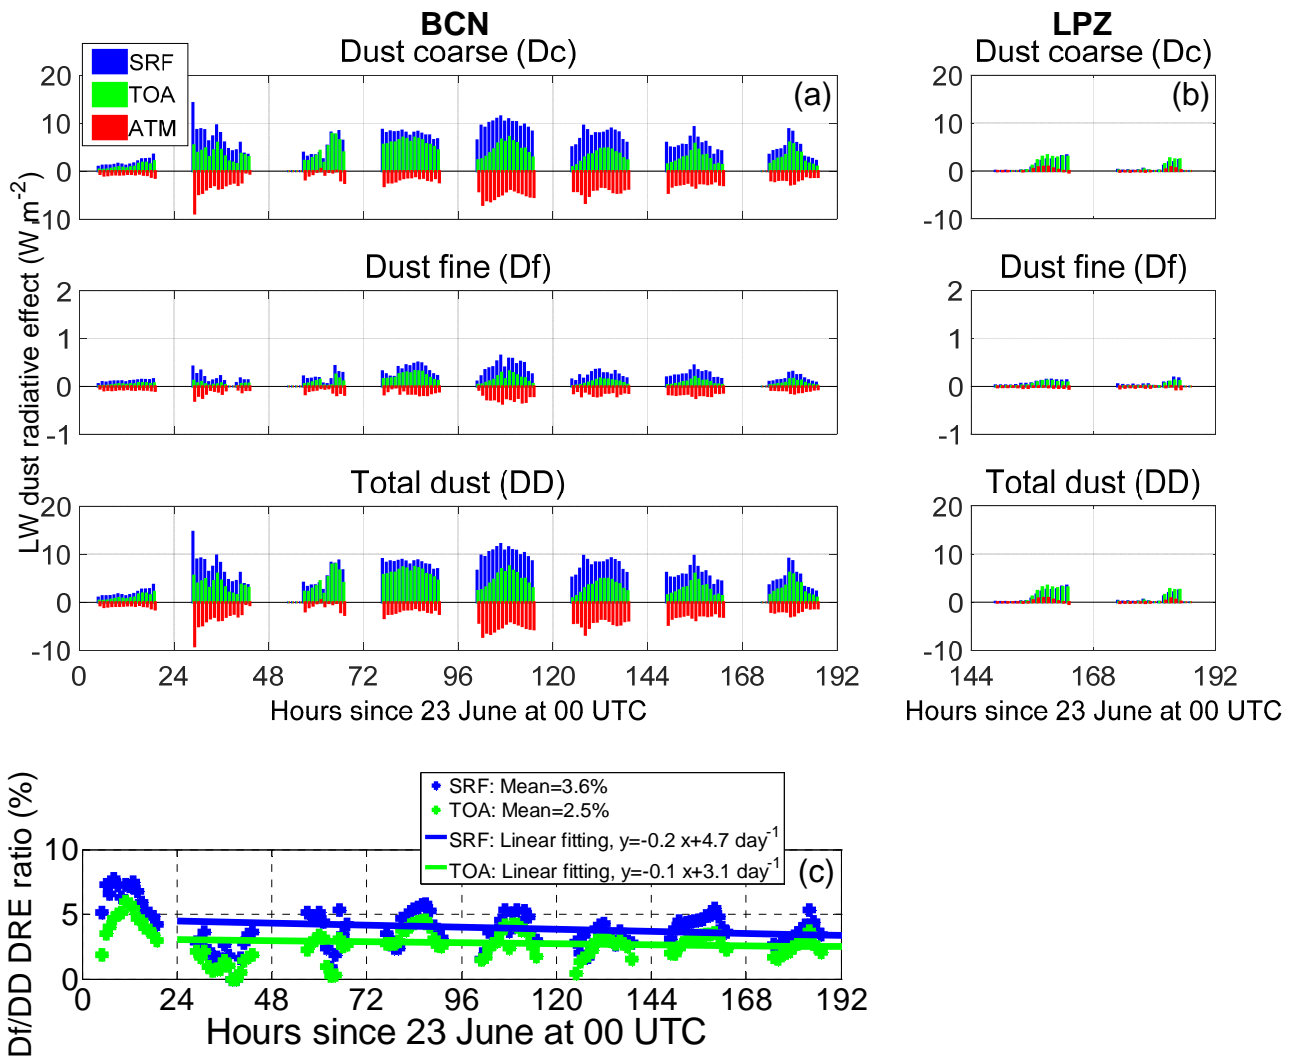 BCN
LPZ
Dust coarse (Dc)
Dust coarse (Dc)
SRF
TOA
ATM
(a)
(b)
20
10
0
-10
20
10
0
-10
LW dust radiative effect (W m-2)
Dust fine (Df)
Dust fine (Df)
2
1
0
-1
2
1
0
-1
Total dust (DD)
Total dust (DD)
20
10
0
-10
20
10
0
-10
0 24 48 72 96 120 144 168 192
144 168 192
Hours since 23 June at 00 UTC
Hours since 23 June at 00 UTC
SRF: Mean=3.6%
TOA: Mean=2.5%
SRF: Linear fitting, y=-0.2 x+4.7 day-1
TOA: Linear fitting, y=-0.1 x+3.1 day-1
(c)
Df/DD DRE ratio (%)
10
5
0
0 24 48 72 96 120 144 168 192
Hours since 23 June at 00 UTC